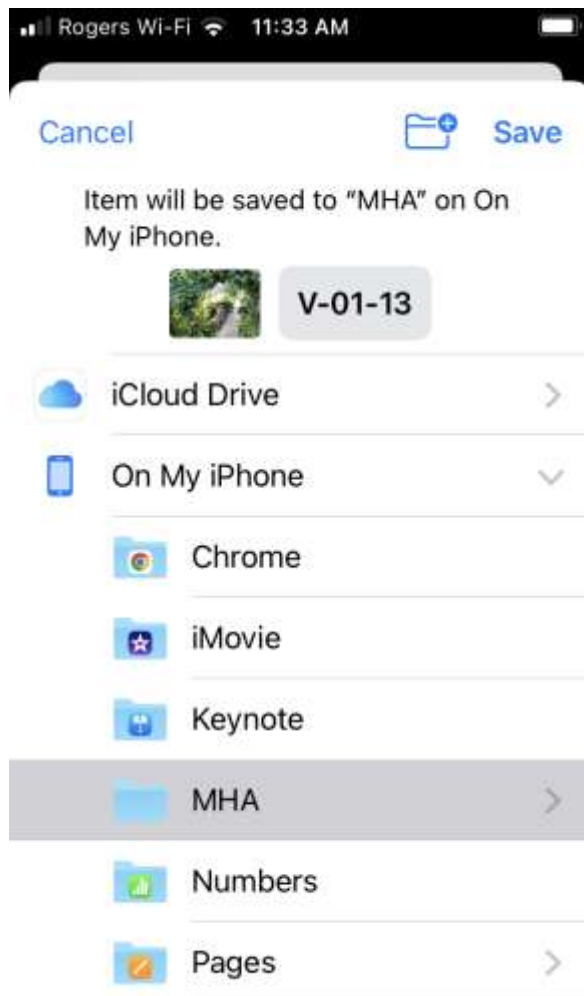 Rogers Wi-Fi 11:33 AM
Cancel Save
Item will be saved to “MHA” on On
My iPhone.
V-01-13
iCloud Drive
On My iPhone
Chrome
iMovie
Keynote
MHA
Numbers
Pages